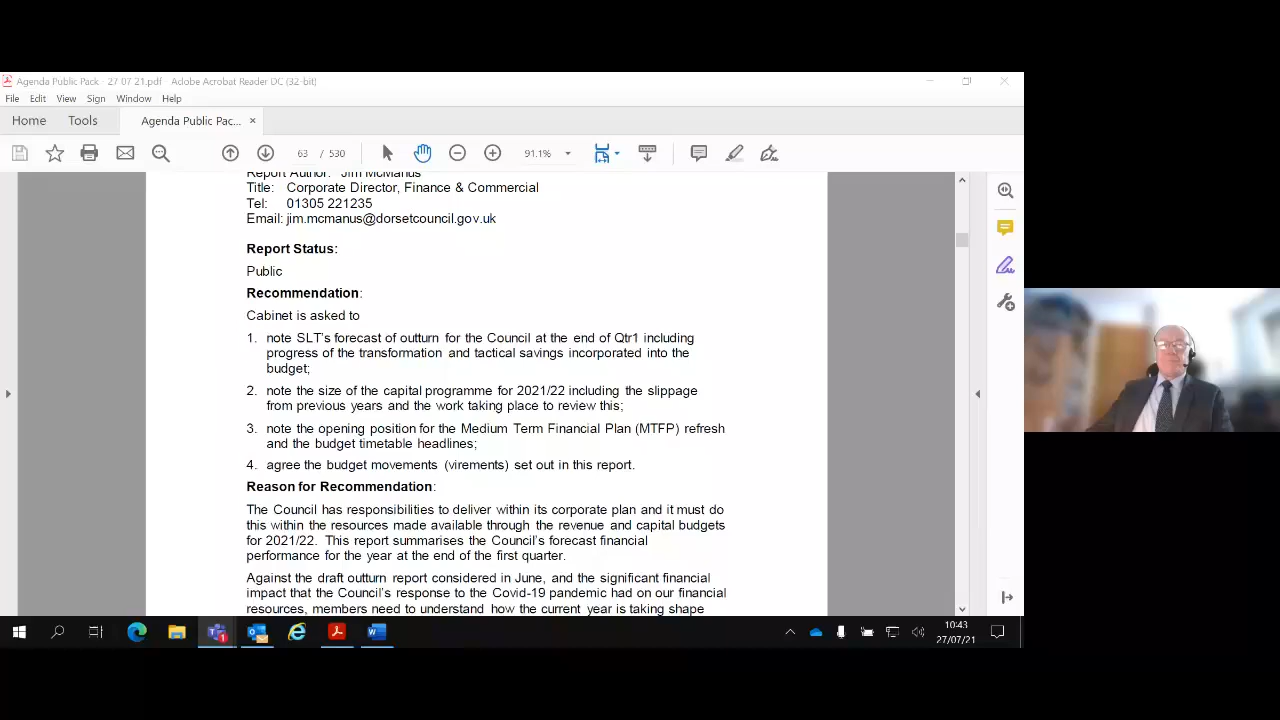 Agenda Public Pack - 27 07 21.pdf - Adobe Acrobat Reader DC (32-bit)
File Edit View Sign Window Help
Home Tools Agenda Public Pac... ×
63 / 530 91.1%
Report Author: Jim McManus
Title: Corporate Director, Finance & Commercial
Tel: 01305 221235
Email: jim.mcmanus@dorsetcouncil.gov.uk
Report Status:
Public
Recommendation:
Cabinet is asked to
1. note SLT's forecast of outturn for the Council at the end of Qtr1 including
progress of the transformation and tactical savings incorporated into the
budget;
2. note the size of the capital programme for 2021/22 including the slippage
from previous years and the work taking place to review this;
3. note the opening position for the Medium Term Financial Plan (MTFP) refresh
and the budget timetable headlines;
4. agree the budget movements (virements) set out in this report.
Reason for Recommendation:
The Council has responsibilities to deliver within its corporate plan and it must do
this within the resources made available through the revenue and capital budgets
for 2021/22. This report summarises the Council's forecast financial
performance for the year at the end of the first quarter.
Against the draft outturn report considered in June, and the significant financial
impact that the Council's response to the Covid-19 pandemic had on our financial
resources, members need to understand how the current year is taking shape
10:43
27/07/21